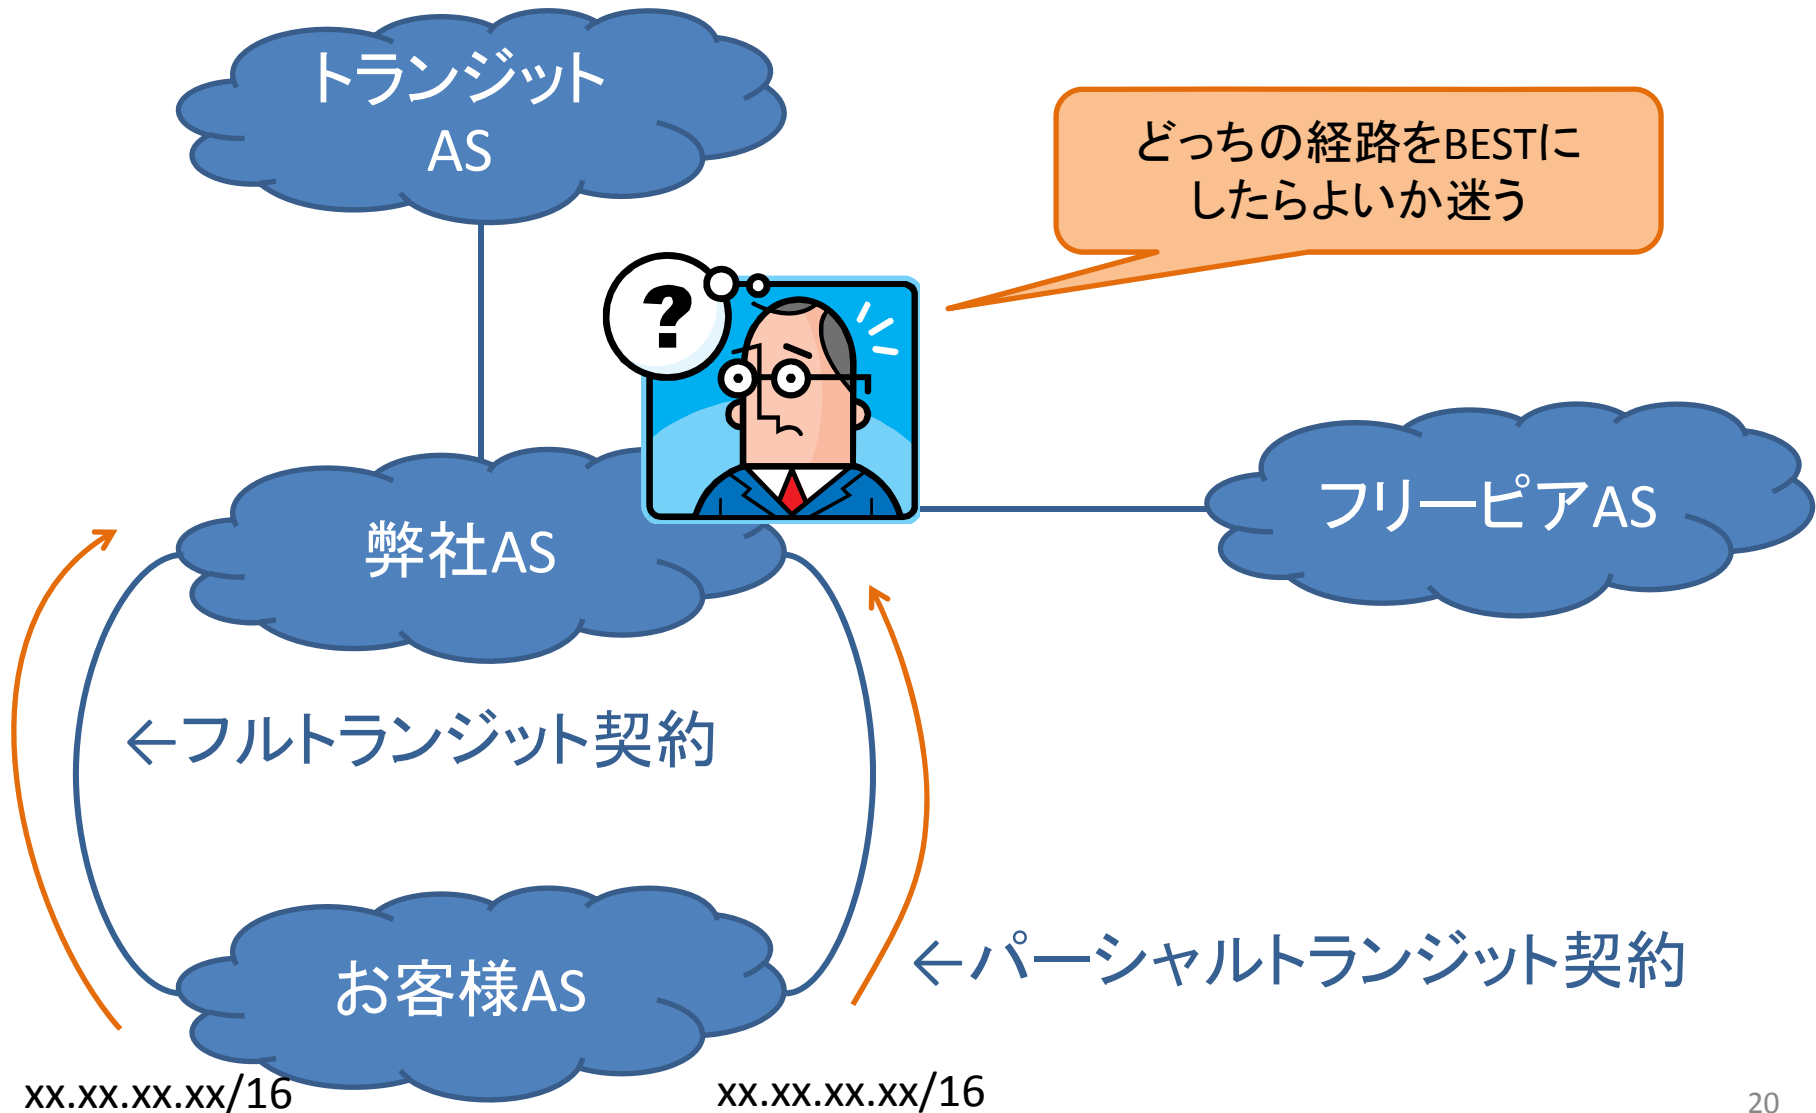 トランジット
AS
どっちの経路をBESTに
したらよいか迷う
?
フリーピアAS
弊社AS
←フルトランジット契約
←パーシャルトランジット契約
お客様AS
xx.xx.xx.xx/16
xx.xx.xx.xx/16
20